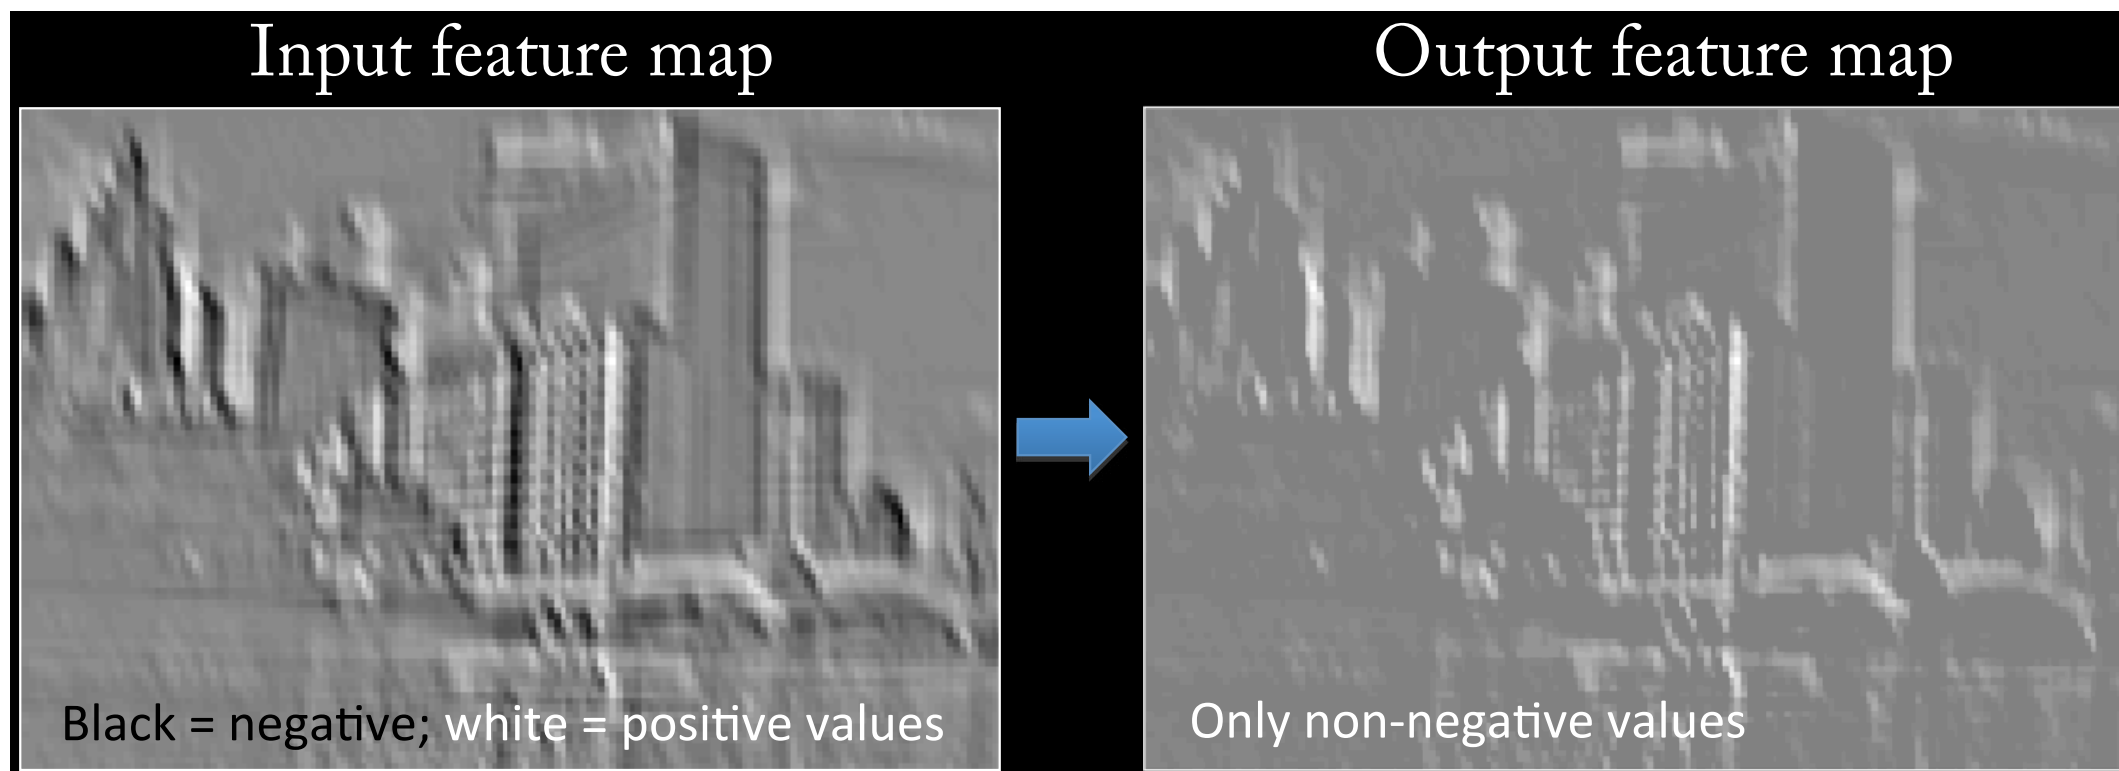 Input feature map
Output feature map
Black = negative; white = positive values
Only non-negative values